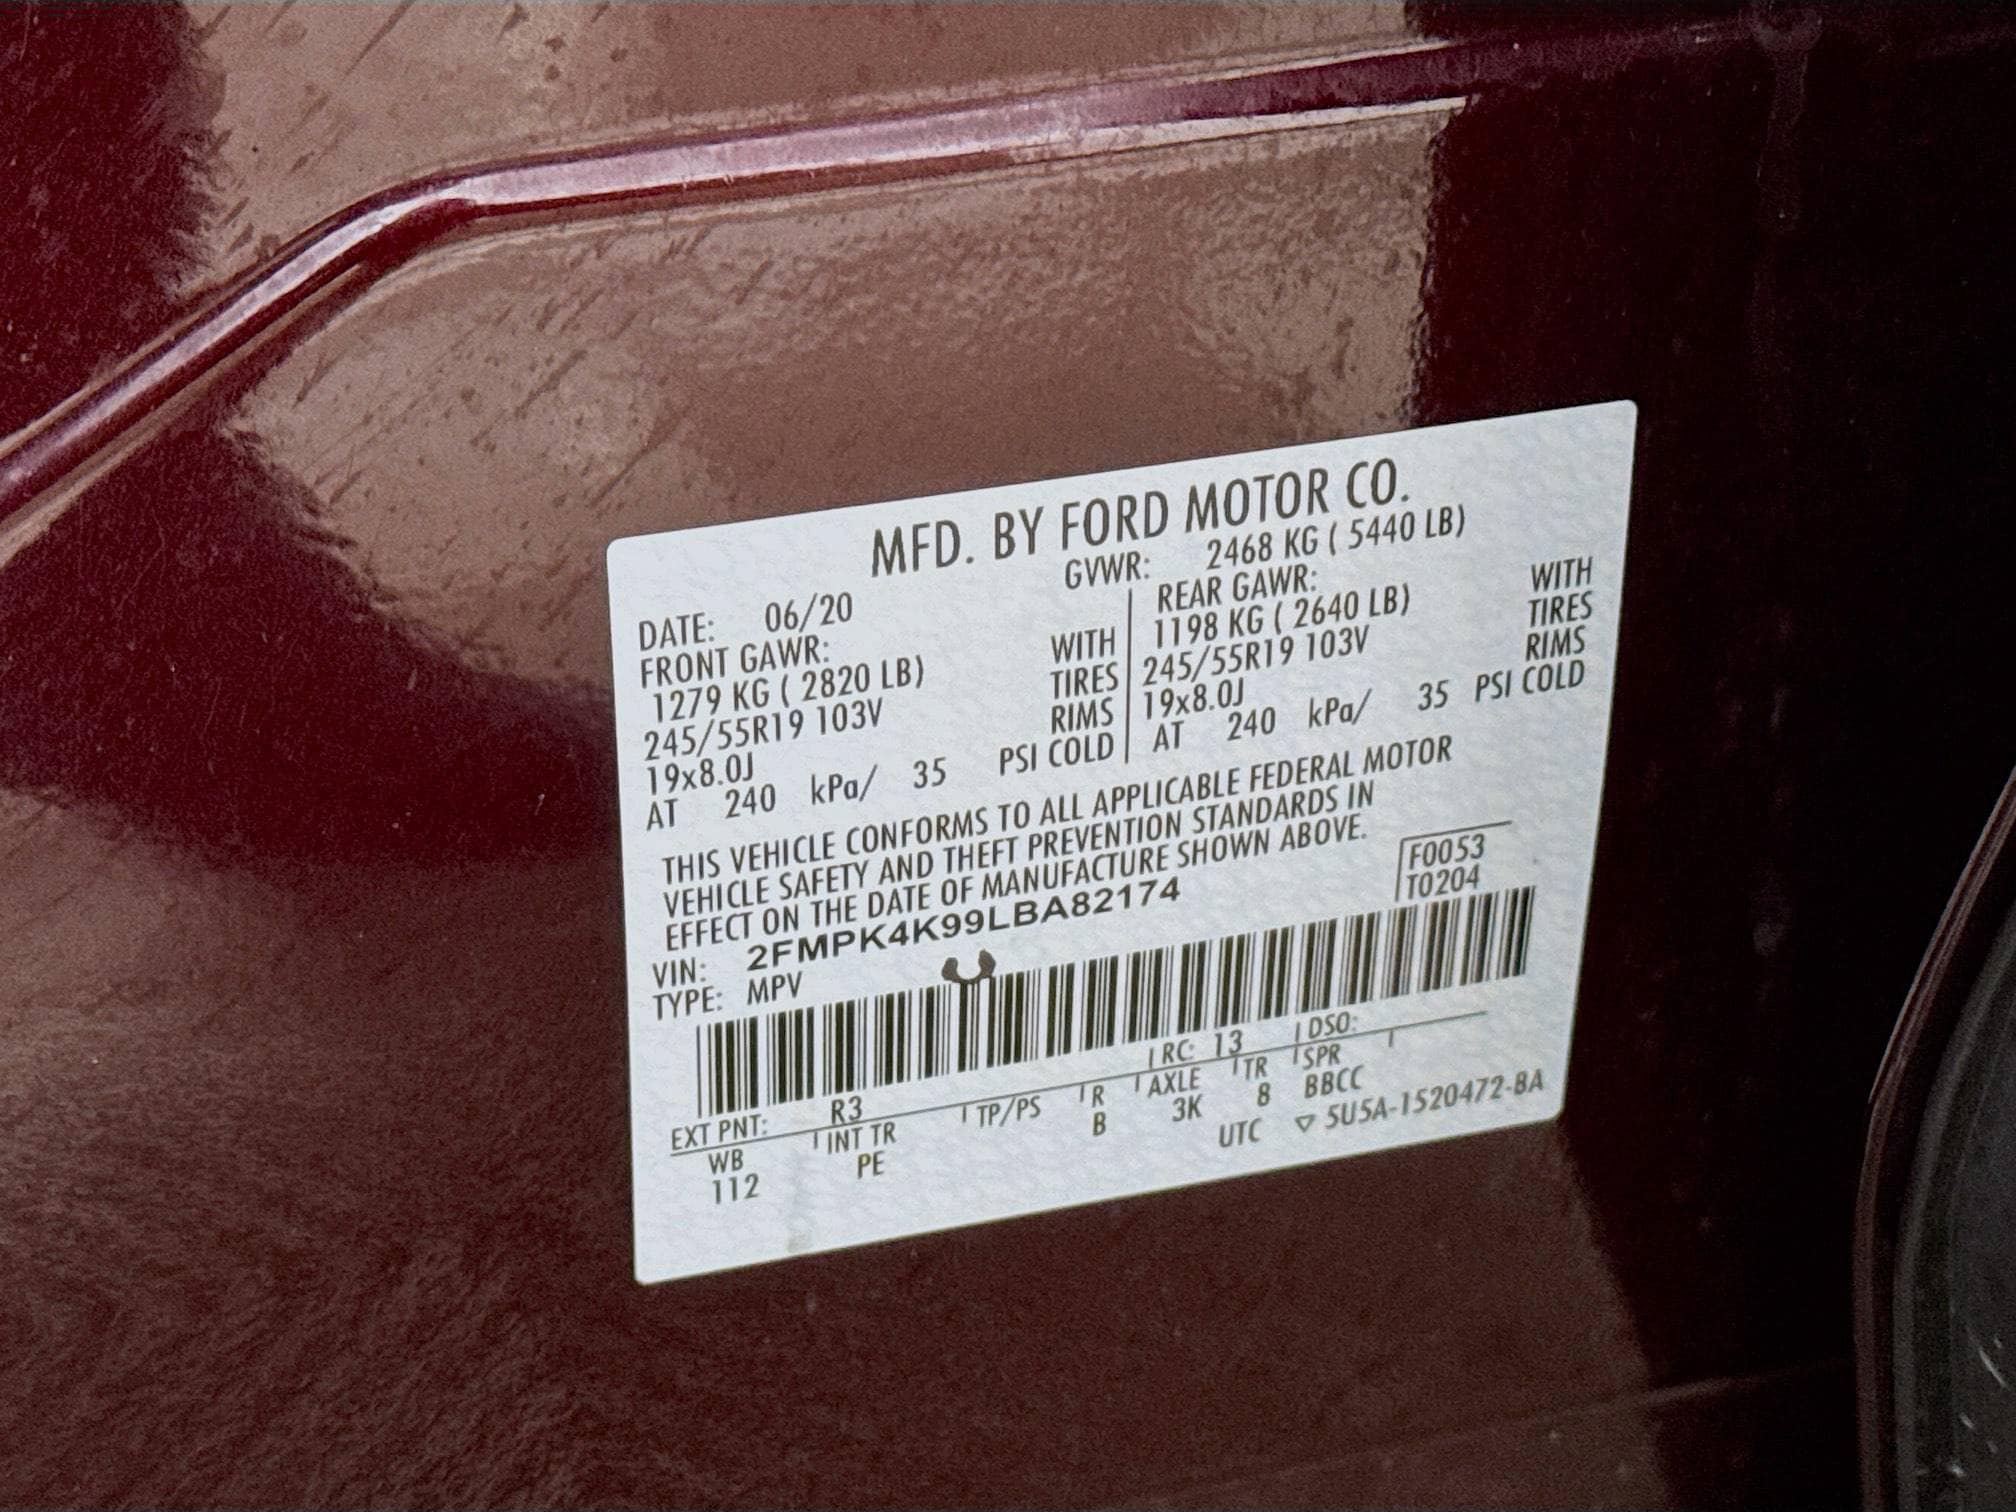 MFD. BY FORD MOTOR CO.
DATE: 06/20 GVWR: 2468 KG ( 5440 LB)
FRONT GAWR:
1279 KG ( 2820 LB) WITH
245/55R19 103V TIRES
19x8.0J RIMS
AT 240 kPa/ 35 PSI COLD
REAR GAWR:
1198 KG ( 2640 LB) WITH
245/55R19 103V TIRES
19x8.0J RIMS
AT 240 kPa/ 35 PSI COLD
THIS VEHICLE CONFORMS TO ALL APPLICABLE FEDERAL MOTOR
VEHICLE SAFETY AND THEFT PREVENTION STANDARDS IN
EFFECT ON THE DATE OF MANUFACTURE SHOWN ABOVE.
F0053
T0204
VIN: 2FMPK4K99LBA82174
TYPE: MPV
EXT PNT: R3 RC: 13 DSO:
WB INT TR TP/PS R AXLE TR SPR
112 PE B 3K 8 BBCC
UTC ▽ 5U5A-1520472-BA